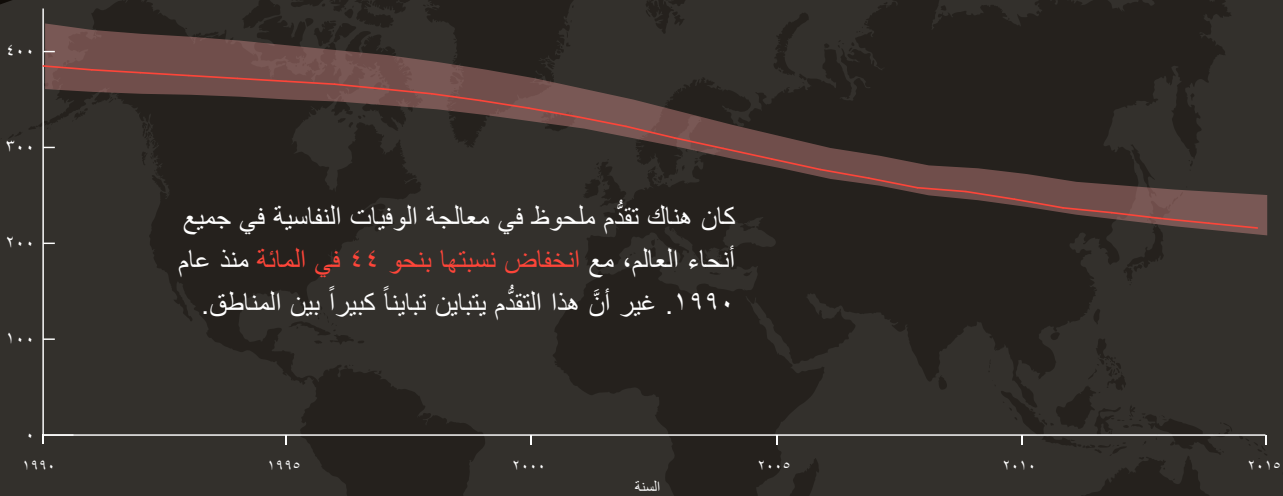 ٤٠٠
٣٠٠
٢٠٠
١٠٠
٠
كان هناك تقدُّم ملحوظ في معالجة الوفيات النفاسية في جميع
أنحاء العالم، مع انخفاض نسبتها بنحو ٤٤ في المائة منذ عام
١٩٩٠. غير أنَّ هذا التقدُّم يتباين تبايناً كبيراً بين المناطق.
١٩٩٠ ١٩٩٥ ٢٠٠٠ ٢٠٠٥ ٢٠١٠ ٢٠١٥
السنة